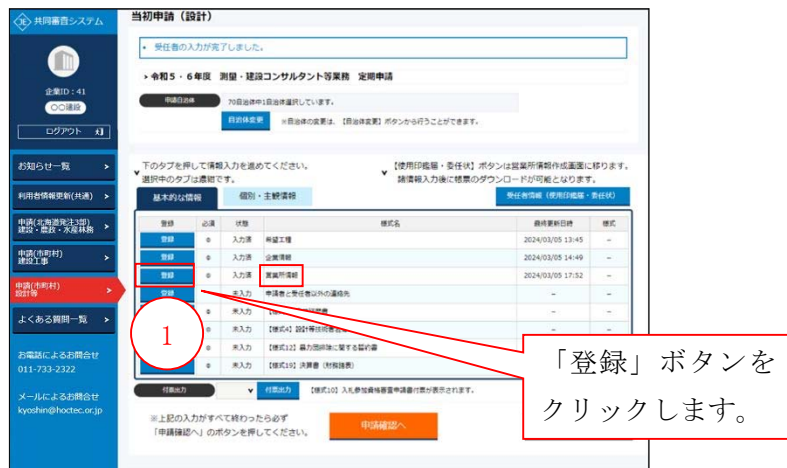 共同審査システム
企業ID：41
〇〇建設
ログアウト
お知らせ一覧 >
利用者情報更新(共通) >
申請(北海道発注3部)
建設・農政・水産林務 >
申請(市町村)
建設工事 >
申請(市町村)
設計等 >
よくある質問一覧 >
お電話によるお問合せ
011-733-2322
メールによるお問合せ
kyoshin@hoctec.or.jp
当初申請（設計）
・ 受任者の入力が完了しました。
> 令和５・６年度 測量・建設コンサルタント等業務 定期申請
申請自治体 70自治体中1自治体選択しています。
自治体変更 ※自治体の変更は、【自治体変更】ボタンから行うことができます。
下のタブを押して情報入力を進めてください。
選択中のタブは濃紺です。
【使用印鑑届・委任状】ボタンは営業所情報作成画面に移ります。
諸情報入力後に帳票のダウンロードが可能となります。
基本的な情報 個別・主観情報 受任者情報（使用印鑑届・委任状）
登録 必須 状態 様式名 最終更新日時 様式
登録 入力済 希望工種 2024/03/05 13:45 -
登録 入力済 企業情報 2024/03/05 14:49 -
登録 入力済 営業所情報 2024/03/05 17:52 -
登録 未入力 申請者と受任者以外の連絡先 - -
未入力
未入力 【様式4】設計等技術者
未入力 【様式12】暴力団排除に関する誓約書
未入力 【様式19】決算書（財務諸表）
1
「登録」ボタンを
クリックします。
付票出力 付票出力 【様式10】入札参加資格審査申請書付票が表示されます。
※上記の入力がすべて終わったら必ず
「申請確認へ」のボタンを押してください。
申請確認へ